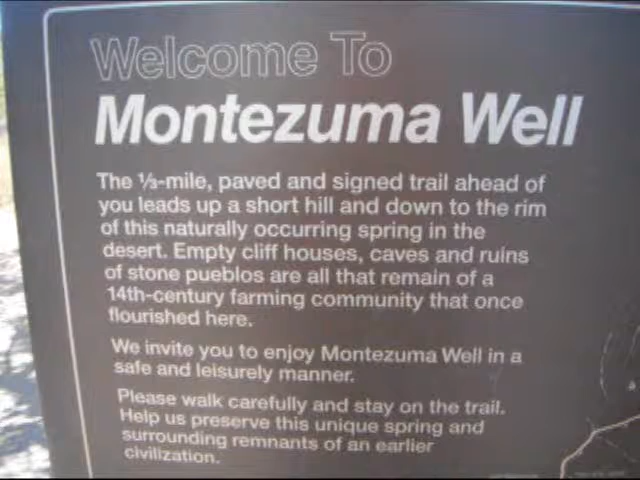 Welcome To
Montezuma Well
The ⅓-mile, paved and signed trail ahead of
you leads up a short hill and down to the rim
of this naturally occurring spring in the
desert. Empty cliff houses, caves and ruins
of stone pueblos are all that remain of a
14th-century farming community that once
flourished here.
We invite you to enjoy Montezuma Well in a
safe and leisurely manner.
Please walk carefully and stay on the trail.
Help us preserve this unique spring and
surrounding remnants of an earlier
civilization.